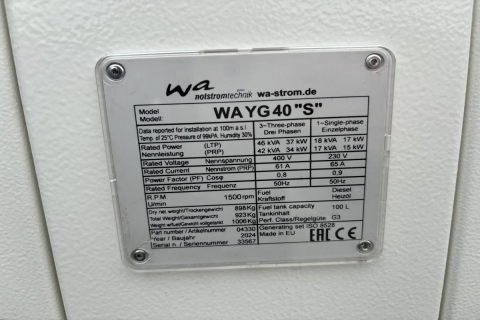 wa
notstromtechnik
wa-strom.de
Model
Modell:
WAYG40 "S"
Data reported for installation at 100m a.s.l
Temp. of 25°C Pressure of 99kPA. Humidity 30%
3-Three-phase
Drei Phasen
1-Single-phase
Einzelphase
Rated Power (LTP)
Nennleistung (PRP)
46 kVA 37 kW
42 kVA 34 kW
18 kVA 17 kW
17 kVA 15 kW
Rated Voltage Nennspannung
400 V
230 V
Rated Current Nennstrom (PRP)
61 A
65 A
Power Factor (PF) Cosφ
0,8
0,9
Rated Frequency Frequenz
50Hz
50Hz
R.P.M.
U/min
1500rpm
Fuel
Kraftstoff
Diesel
Heizöl
Dry net weight/Trockengewicht
898Kg
Total Weight/Gesamtgewicht
923Kg
Weight w/fuel/Gewicht vollgetankt
1006Kg
Fuel tank capacity
Tankinhalt
100 L
Perf. Class/Regelgüte G3
Part number / Artikelnummer
04330
Year / Baujahr
2024
Serial n. / Seriennummer
33567
Generating set ISO 8528
Made in EU
EAC CE